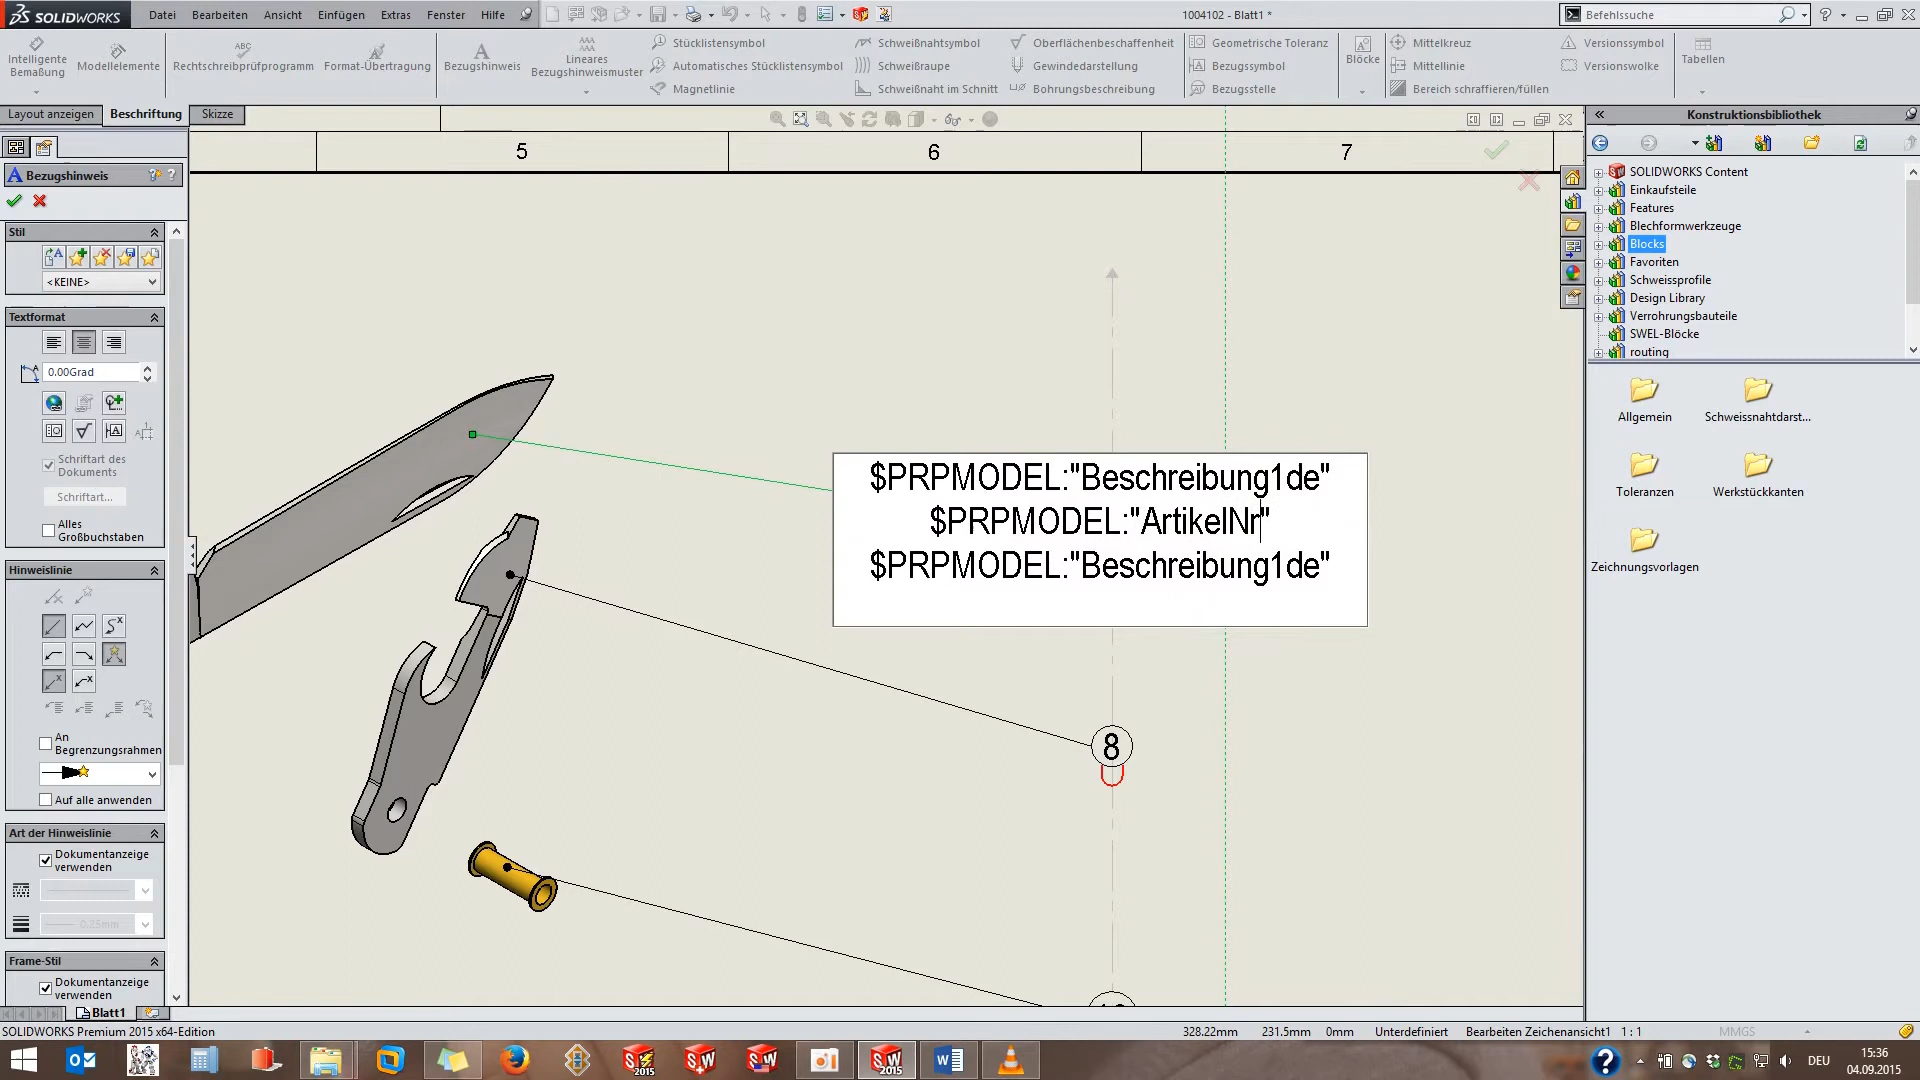 SOLIDWORKS
Datei Bearbeiten Ansicht Einfügen Extras Fenster Hilfe
1004102 - Blatt1 *
Befehlssuche
Intelligente Bemaßung
Modellelemente
Rechtschreibprüfprogramm
Format-Übertragung
Bezugshinweis
Lineares Bezugshinweismuster
Stücklistensymbol
Automatisches Stücklistensymbol
Magnetlinie
Schweißnahtsymbol
Schweißraupe
Schweißnaht im Schnitt
Oberflächenbeschaffenheit
Gewindedarstellung
Bohrungsbeschreibung
Geometrische Toleranz
Bezugssymbol
Bezugsstelle
Blöcke
Mittelkreuz
Mittellinie
Bereich schraffieren/füllen
Versionssymbol
Versionswolke
Tabellen
Layout anzeigen Beschriftung Skizze
5 6 7
Bezugshinweis
Stil
<KEINE>
Textformat
0.00Grad
Schriftart des
Dokuments
Schriftart...
Alles
Großbuchstaben
Hinweislinie
An
Begrenzungsrahmen
Auf alle anwenden
Art der Hinweislinie
Dokumentanzeige
verwenden
0.25mm
Frame-Stil
Dokumentanzeige
verwenden
$PRPMODEL:"Beschreibung1de"
$PRPMODEL:"ArtikelNr"
$PRPMODEL:"Beschreibung1de"
8
Konstruktionsbibliothek
SOLIDWORKS Content
Einkaufsteile
Features
Blechformwerkzeuge
Blocks
Favoriten
Schweissprofile
Design Library
Verrohrungsbauteile
SWEL-Blöcke
routing
Allgemein
Schweissnahtdarst...
Toleranzen
Werkstückkanten
Zeichnungsvorlagen
Blatt1
SOLIDWORKS Premium 2015 x64-Edition
328.22mm 231.5mm 0mm Unterdefiniert Bearbeiten Zeichenansicht1 1 : 1 MMGS
DEU
15:36
04.09.2015